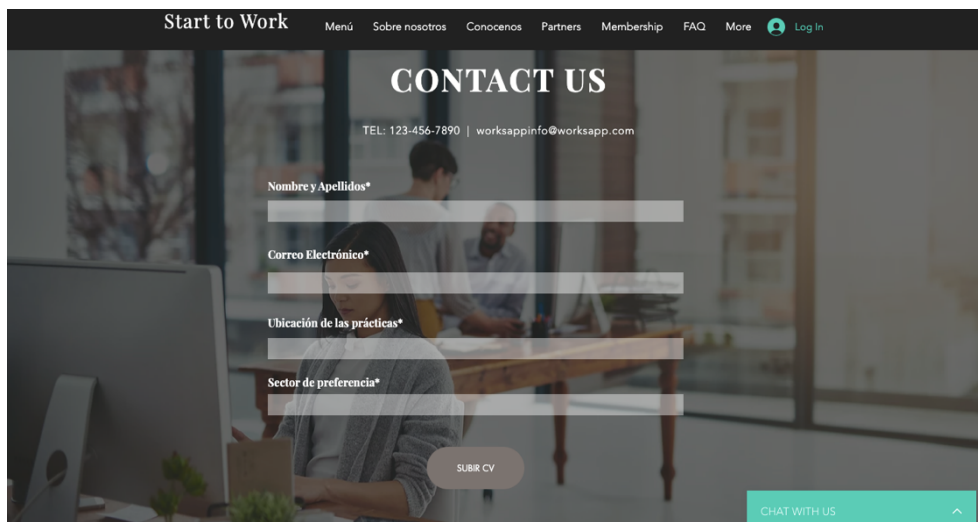 Start to Work
Menú Sobre nosotros Conocenos Partners Membership FAQ More Log In
CONTACT US
TEL: 123-456-7890 | worksappinfo@worksapp.com
Nombre y Apellidos*
Correo Electrónico*
Ubicación de las prácticas*
Sector de preferencia*
SUBIR CV
CHAT WITH US